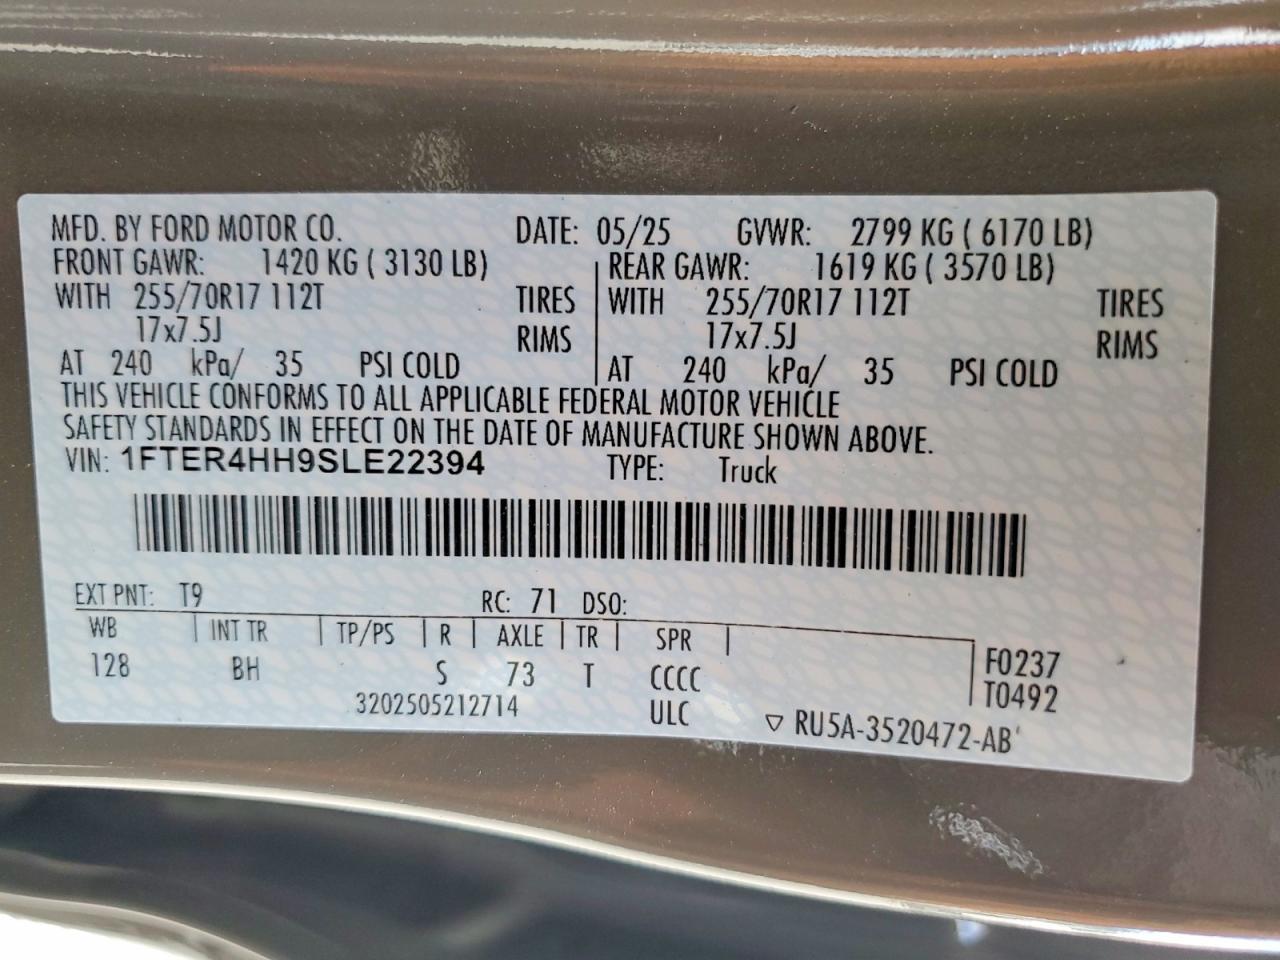 MFD. BY FORD MOTOR CO. DATE: 05/25 GVWR: 2799 KG ( 6170 LB)
FRONT GAWR: 1420 KG ( 3130 LB) REAR GAWR: 1619 KG ( 3570 LB)
WITH 255/70R17 112T TIRES WITH 255/70R17 112T TIRES
17x7.5J RIMS 17x7.5J RIMS
AT 240 kPa/ 35 PSI COLD AT 240 kPa/ 35 PSI COLD
THIS VEHICLE CONFORMS TO ALL APPLICABLE FEDERAL MOTOR VEHICLE
SAFETY STANDARDS IN EFFECT ON THE DATE OF MANUFACTURE SHOWN ABOVE.
VIN: 1FTER4HH9SLE22394 TYPE: Truck
EXT PNT: T9 RC: 71 DSO:
WB INT TR TP/PS R AXLE TR SPR F0237
128 BH S 73 T CCCC T0492
3202505212714 ULC ▽ RU5A-3520472-AB